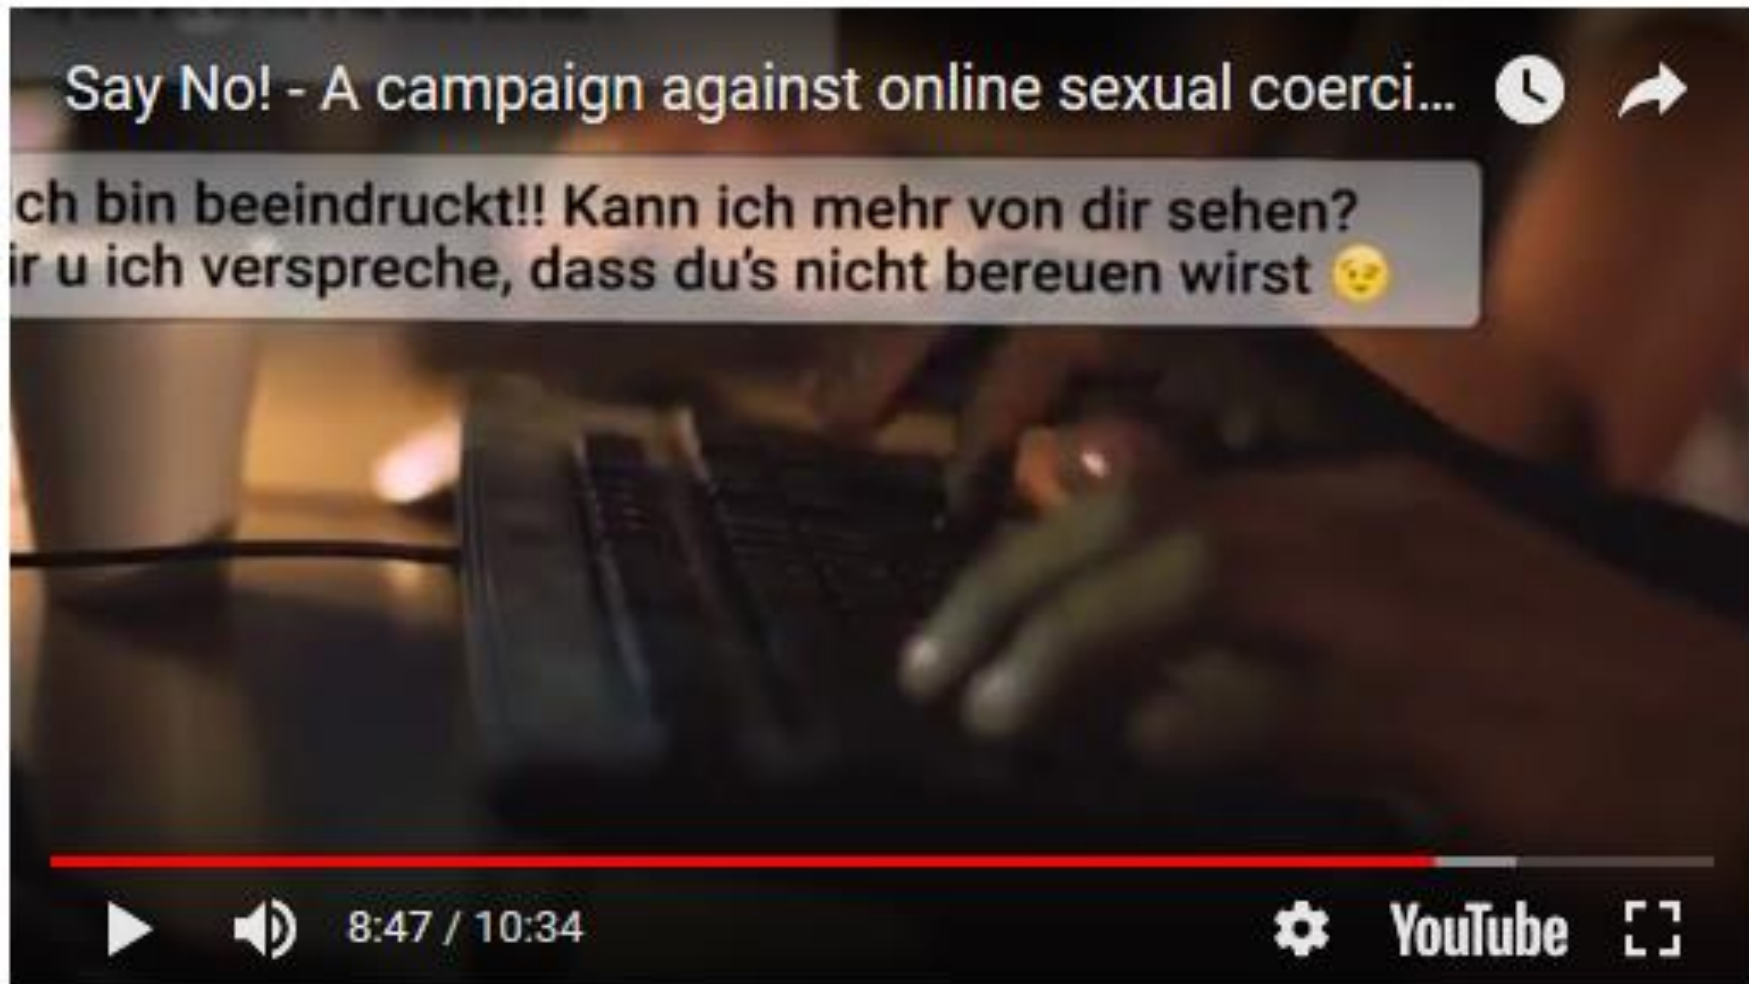 Say No! - A campaign against online sexual coerci...
ch bin beeindruckt!! Kann ich mehr von dir sehen?
ir u ich verspreche, dass du's nicht bereuen wirst 😉
8:47 / 10:34
YouTube